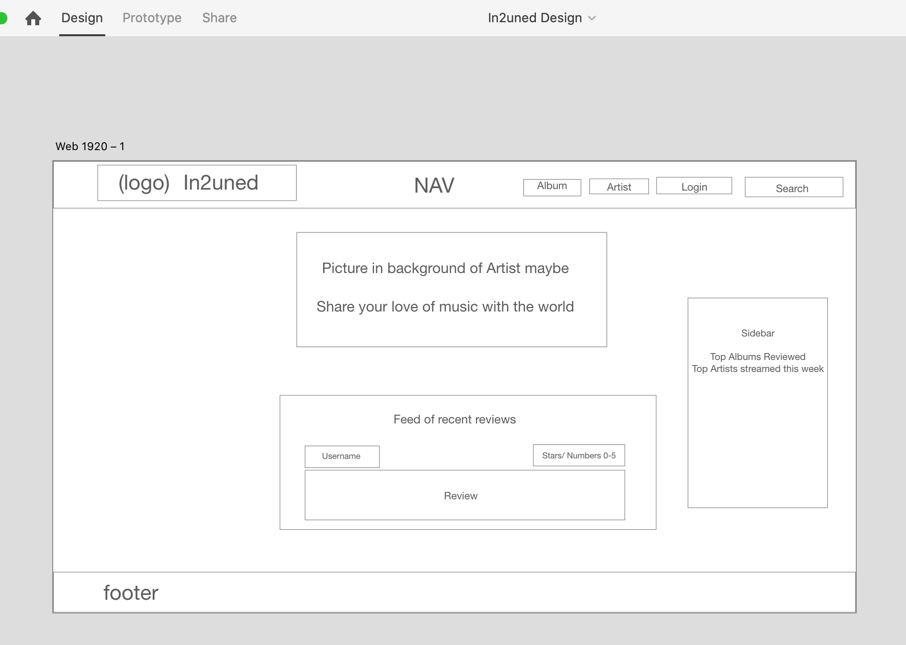 Design Prototype Share In2uned Design
Web 1920 – 1
(logo) In2uned NAV Album Artist Login Search
Picture in background of Artist maybe
Share your love of music with the world
Sidebar
Top Albums Reviewed
Top Artists streamed this week
Feed of recent reviews
Username Stars/ Numbers 0-5
Review
footer